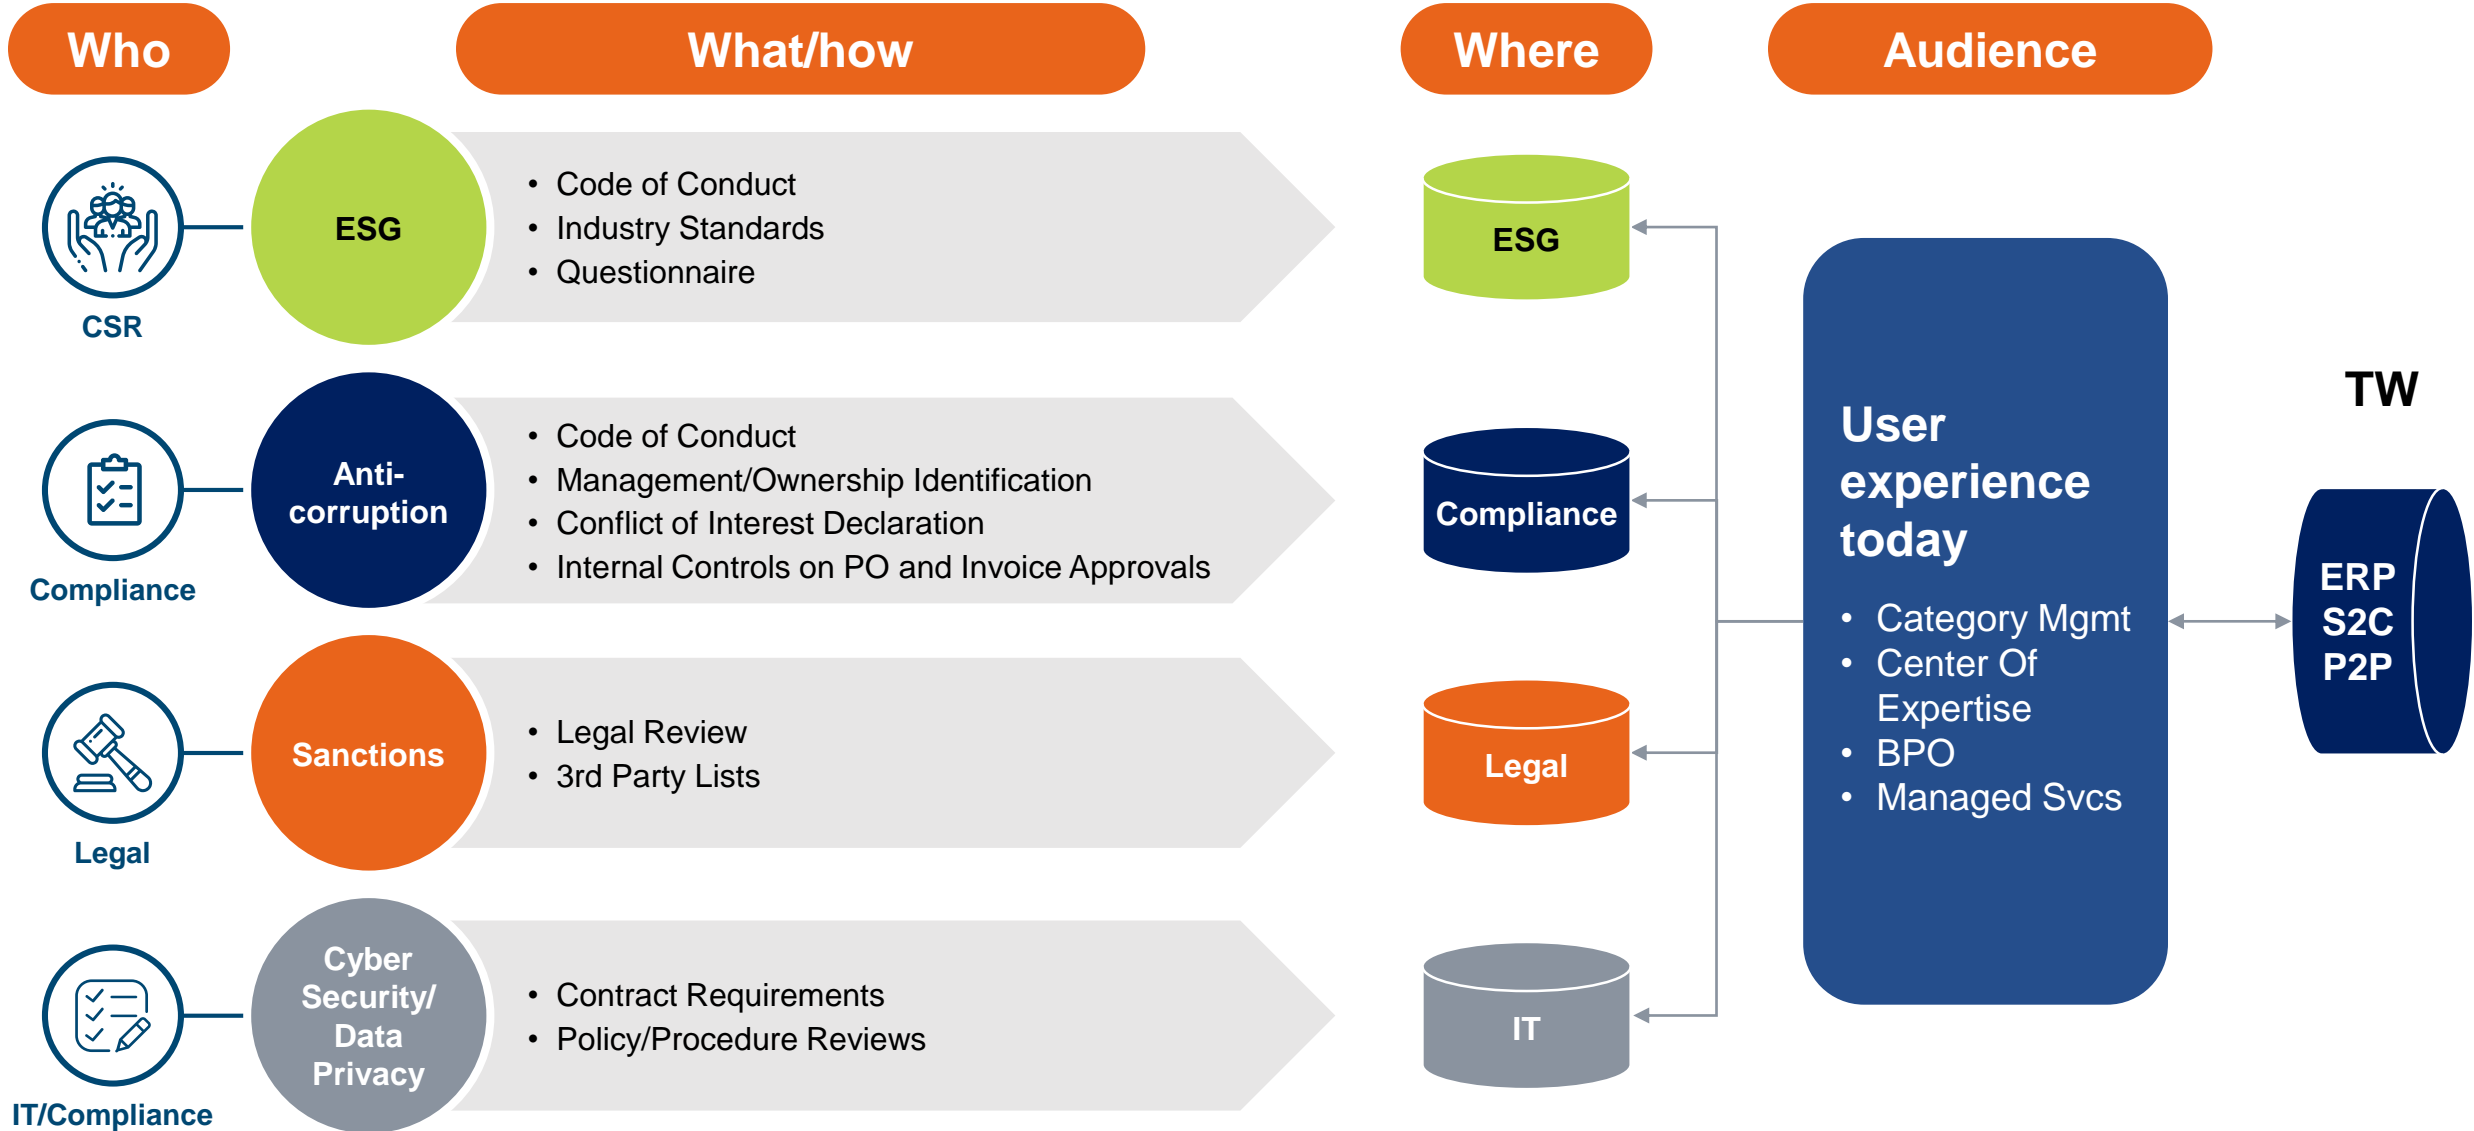 Who
What/how
Where
Audience
CSR
ESG
• Code of Conduct
• Industry Standards
• Questionnaire
ESG
Compliance
Anti-
corruption
• Code of Conduct
• Management/Ownership Identification
• Conflict of Interest Declaration
• Internal Controls on PO and Invoice Approvals
Compliance
Legal
Sanctions
• Legal Review
• 3rd Party Lists
Legal
IT/Compliance
Cyber
Security/
Data
Privacy
• Contract Requirements
• Policy/Procedure Reviews
IT
User
experience
today
• Category Mgmt
• Center Of
Expertise
• BPO
• Managed Svcs
TW
ERP
S2C
P2P